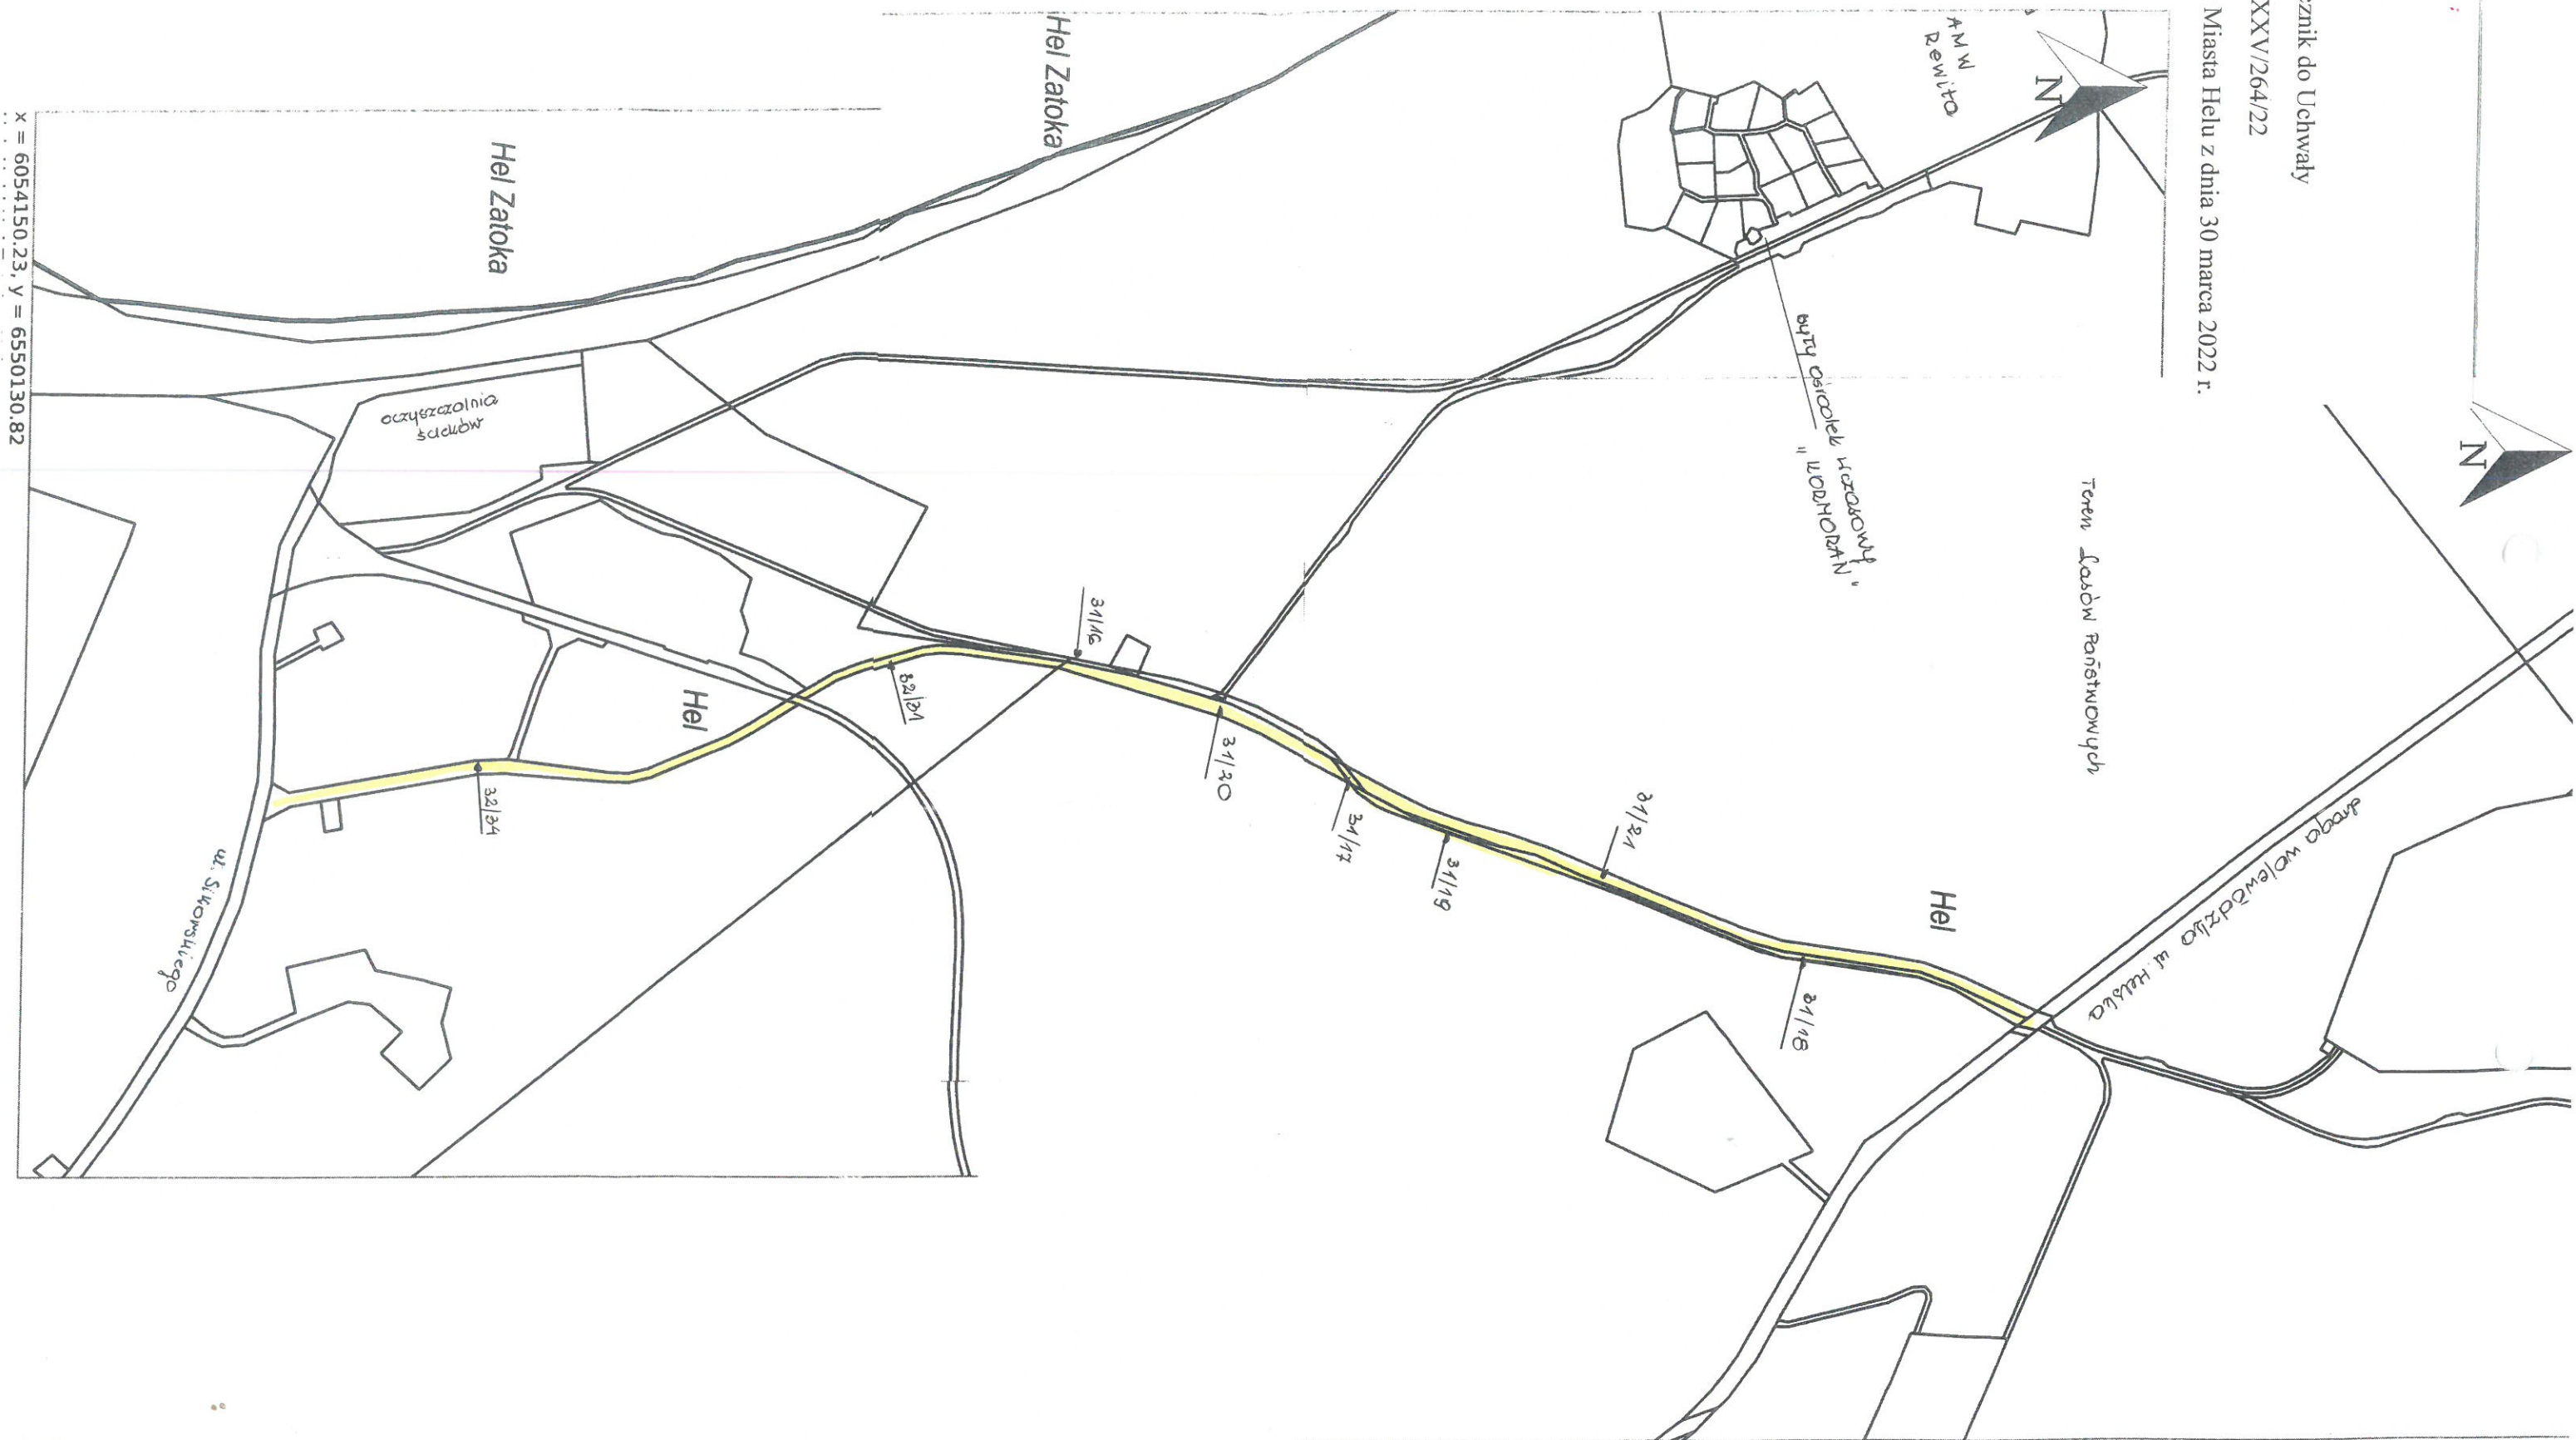 znik do Uchwały
XXV/264/22
Miasta Helu z dnia 30 marca 2022 r.
N
N
AMW
Rewita
były ośrodek wczasowy
"KORMORAN"
Teren Lasów Państwowych
droga wojewódzka ul. Helska
Hel
31/21
31/18
31/19
31/17
31/20
31/16
32/31
Hel
32/34
Hel Zatoka
Hel Zatoka
oczyszczalnia
ścieków
ul. Sikorskiego
x = 6054150.23, y = 6550130.82